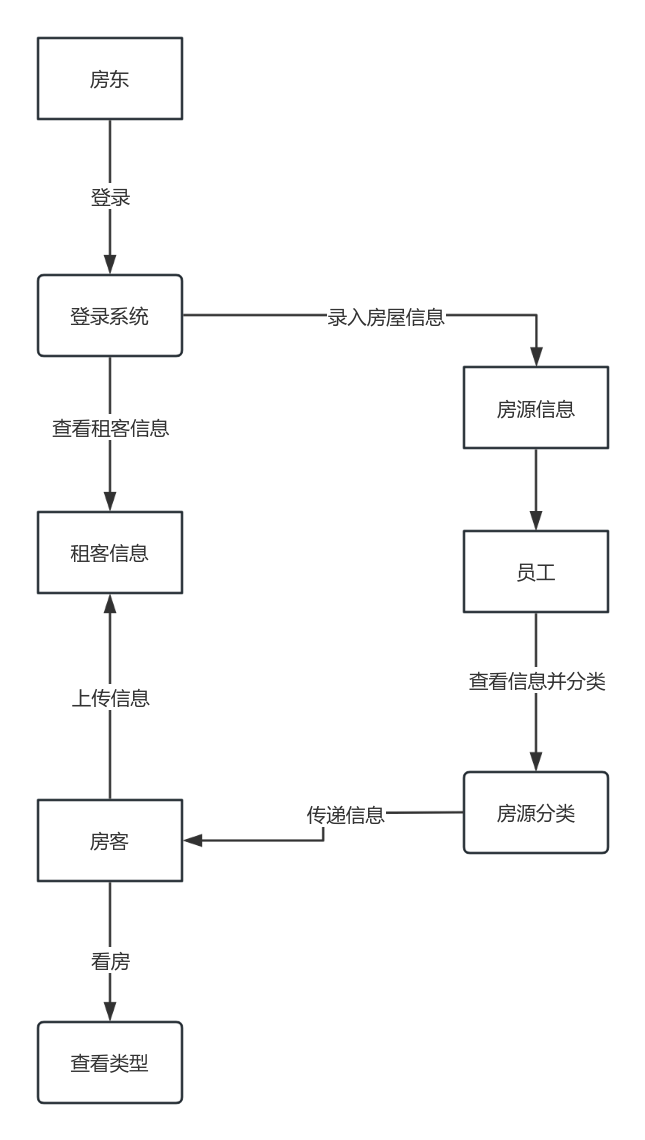 房东
登录
登录系统
录入房屋信息
房源信息
查看租客信息
租客信息
员工
查看信息并分类
上传信息
房源分类
传递信息
房客
看房
查看类型